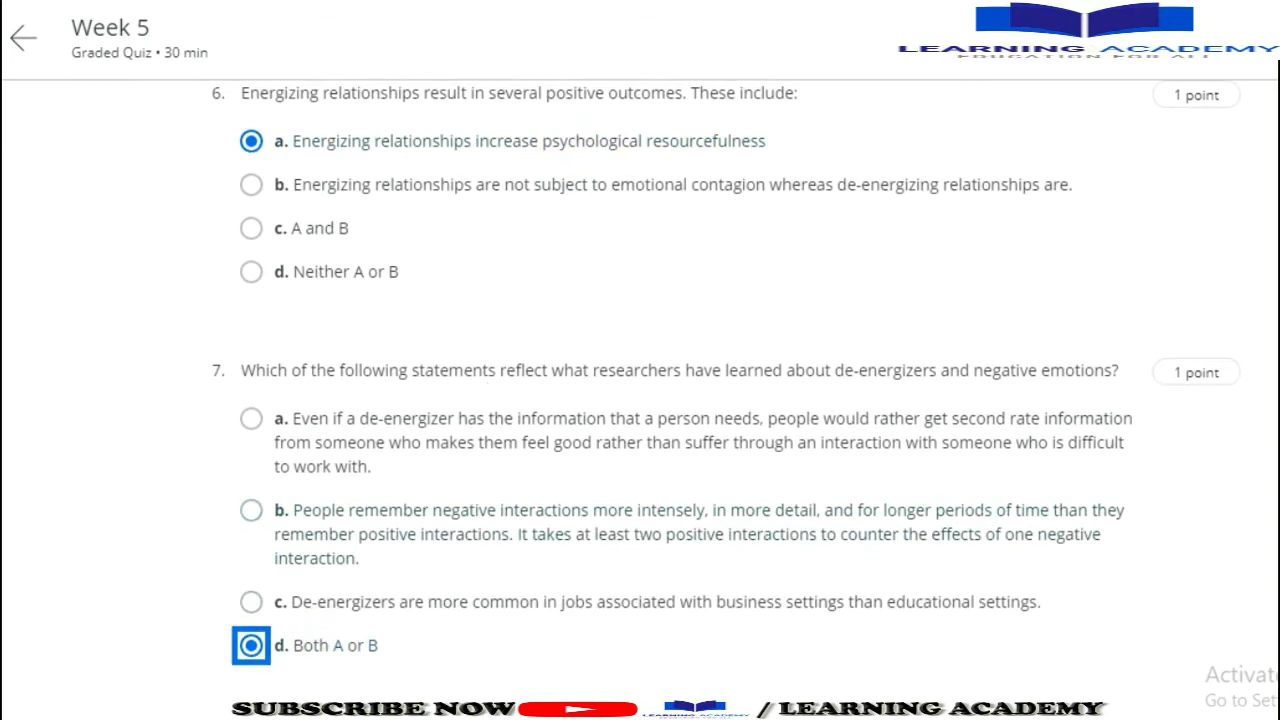 Week 5
Graded Quiz • 30 min
LEARNING ACADEMY
EDUCATION FOR ALL
6. Energizing relationships result in several positive outcomes. These include:
1 point
a. Energizing relationships increase psychological resourcefulness
b. Energizing relationships are not subject to emotional contagion whereas de-energizing relationships are.
c. A and B
d. Neither A or B
7. Which of the following statements reflect what researchers have learned about de-energizers and negative emotions?
1 point
a. Even if a de-energizer has the information that a person needs, people would rather get second rate information
from someone who makes them feel good rather than suffer through an interaction with someone who is difficult
to work with.
b. People remember negative interactions more intensely, in more detail, and for longer periods of time than they
remember positive interactions. It takes at least two positive interactions to counter the effects of one negative
interaction.
c. De-energizers are more common in jobs associated with business settings than educational settings.
d. Both A or B
Activat
Go to Set
SUBSCRIBE NOW LEARNING ACADEMY / LEARNING ACADEMY